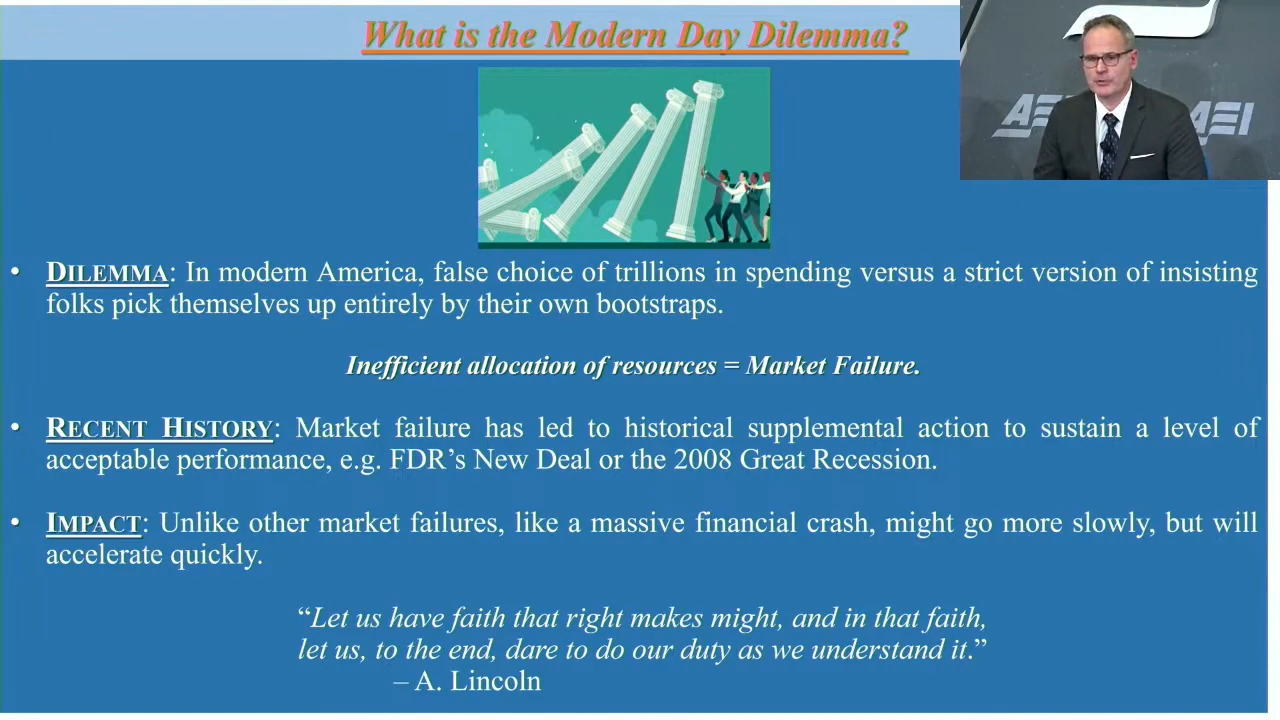 What is the Modern Day Dilemma?
AEI
AEI
• DILEMMA: In modern America, false choice of trillions in spending versus a strict version of insisting
folks pick themselves up entirely by their own bootstraps.
Inefficient allocation of resources = Market Failure.
• RECENT HISTORY: Market failure has led to historical supplemental action to sustain a level of
acceptable performance, e.g. FDR’s New Deal or the 2008 Great Recession.
• IMPACT: Unlike other market failures, like a massive financial crash, might go more slowly, but will
accelerate quickly.
“Let us have faith that right makes might, and in that faith,
let us, to the end, dare to do our duty as we understand it.”
– A. Lincoln